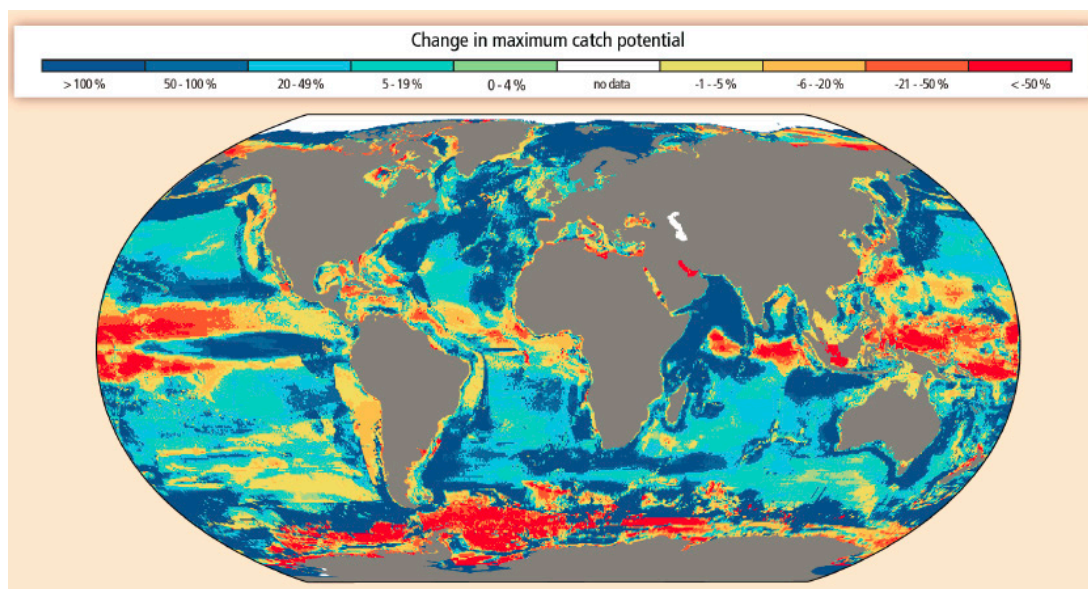 Change in maximum catch potential
> 100 % 50 - 100 % 20 - 49 % 5 - 19 % 0 - 4 % no data -1 - -5 % -6 - -20 % -21 - -50 % < -50 %